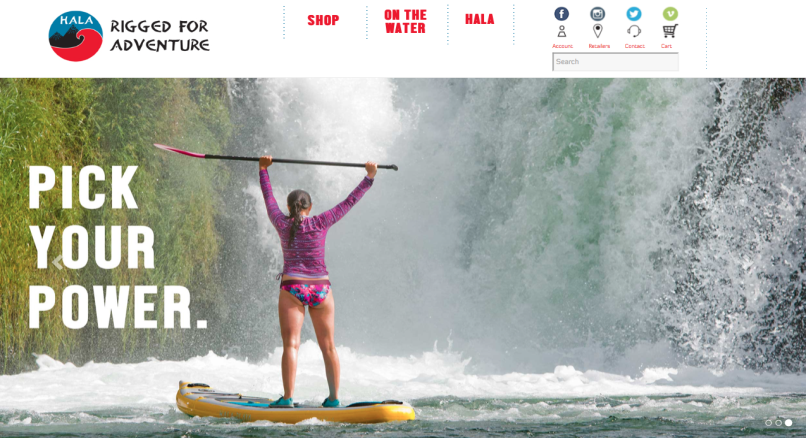 HALA
RIGGED FOR
ADVENTURE
SHOP
ON THE
WATER
HALA
Account
Retailers
Contact
Cart
Search
PICK
YOUR
POWER.